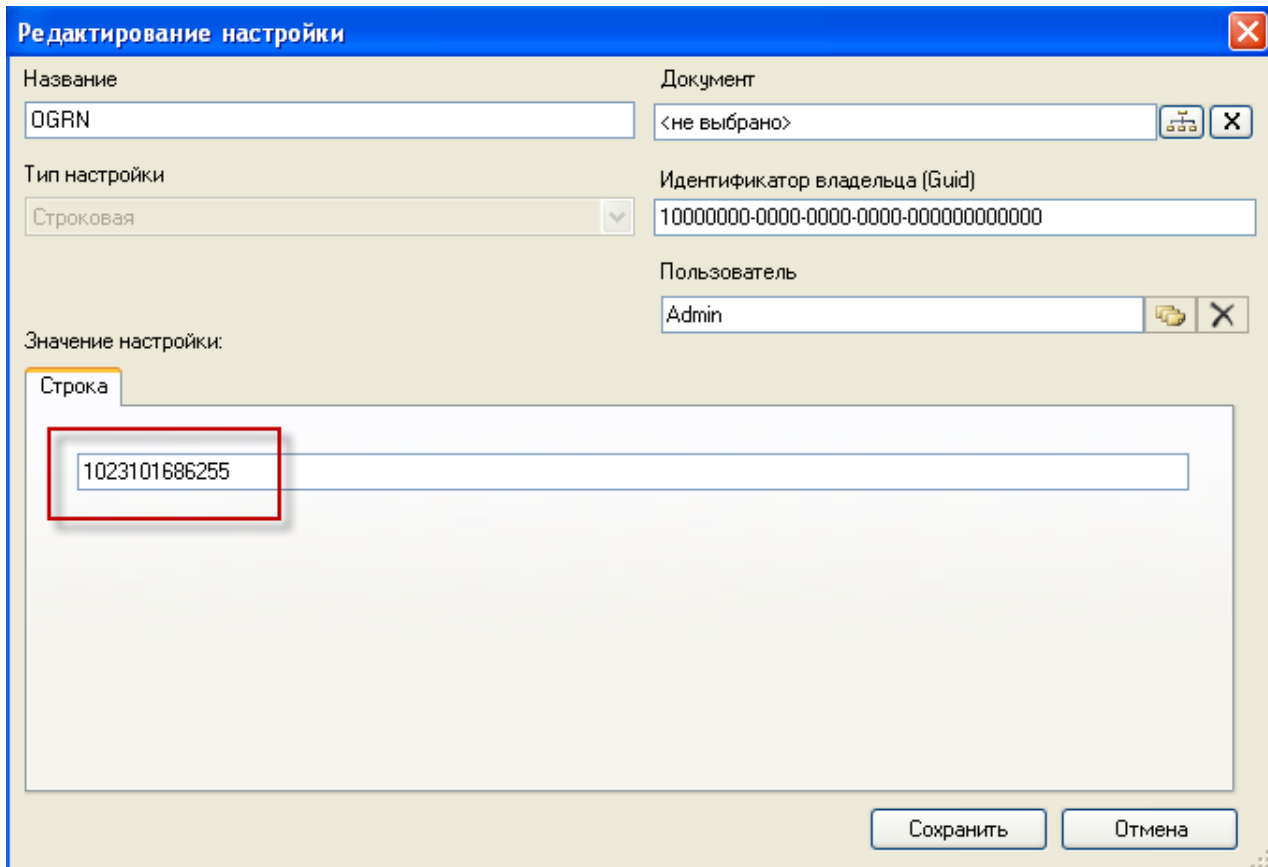 Редактирование настройки
Название
Документ
OGRN
<не выбрано>
Тип настройки
Идентификатор владельца (Guid)
Строковая
10000000-0000-0000-0000-000000000000
Пользователь
Admin
Значение настройки:
Строка
1023101686255
Сохранить
Отмена